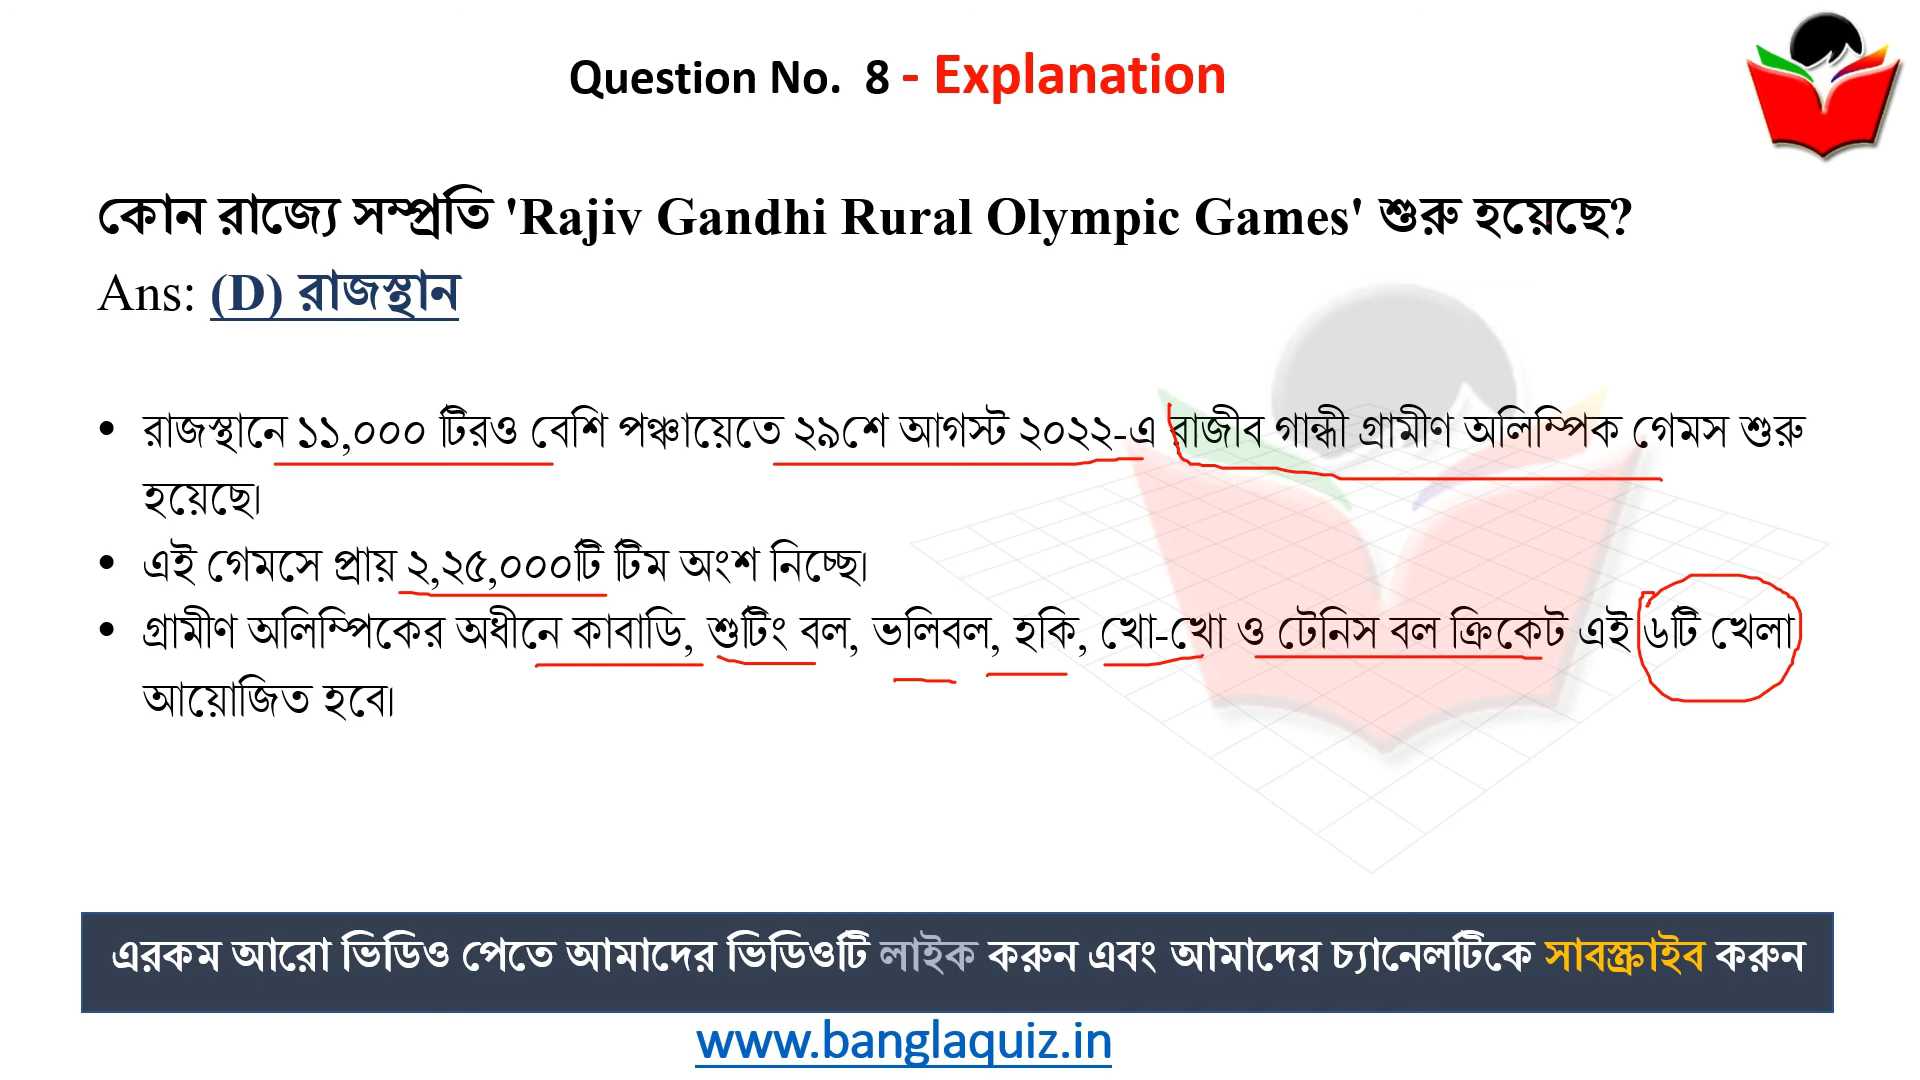 Question No. 8 - Explanation
কোন রাজ্যে সম্প্রতি 'Rajiv Gandhi Rural Olympic Games' শুরু হয়েছে?
Ans: (D) রাজস্থান
• রাজস্থানে ১১,০০০ টিরও বেশি পঞ্চায়েতে ২৯শে আগস্ট ২০২২-এ রাজীব গান্ধী গ্রামীণ অলিম্পিক গেমস শুরু
হয়েছে।
• এই গেমসে প্রায় ২,২৫,০০০টি টিম অংশ নিচ্ছে।
• গ্রামীণ অলিম্পিকের অধীনে কাবাডি, শুটিং বল, ভলিবল, হকি, খো-খো ও টেনিস বল ক্রিকেট এই ৬টি খেলা
আয়োজিত হবে।
এরকম আরো ভিডিও পেতে আমাদের ভিডিওটি লাইক করুন এবং আমাদের চ্যানেলটিকে সাবস্ক্রাইব করুন
www.banglaquiz.in